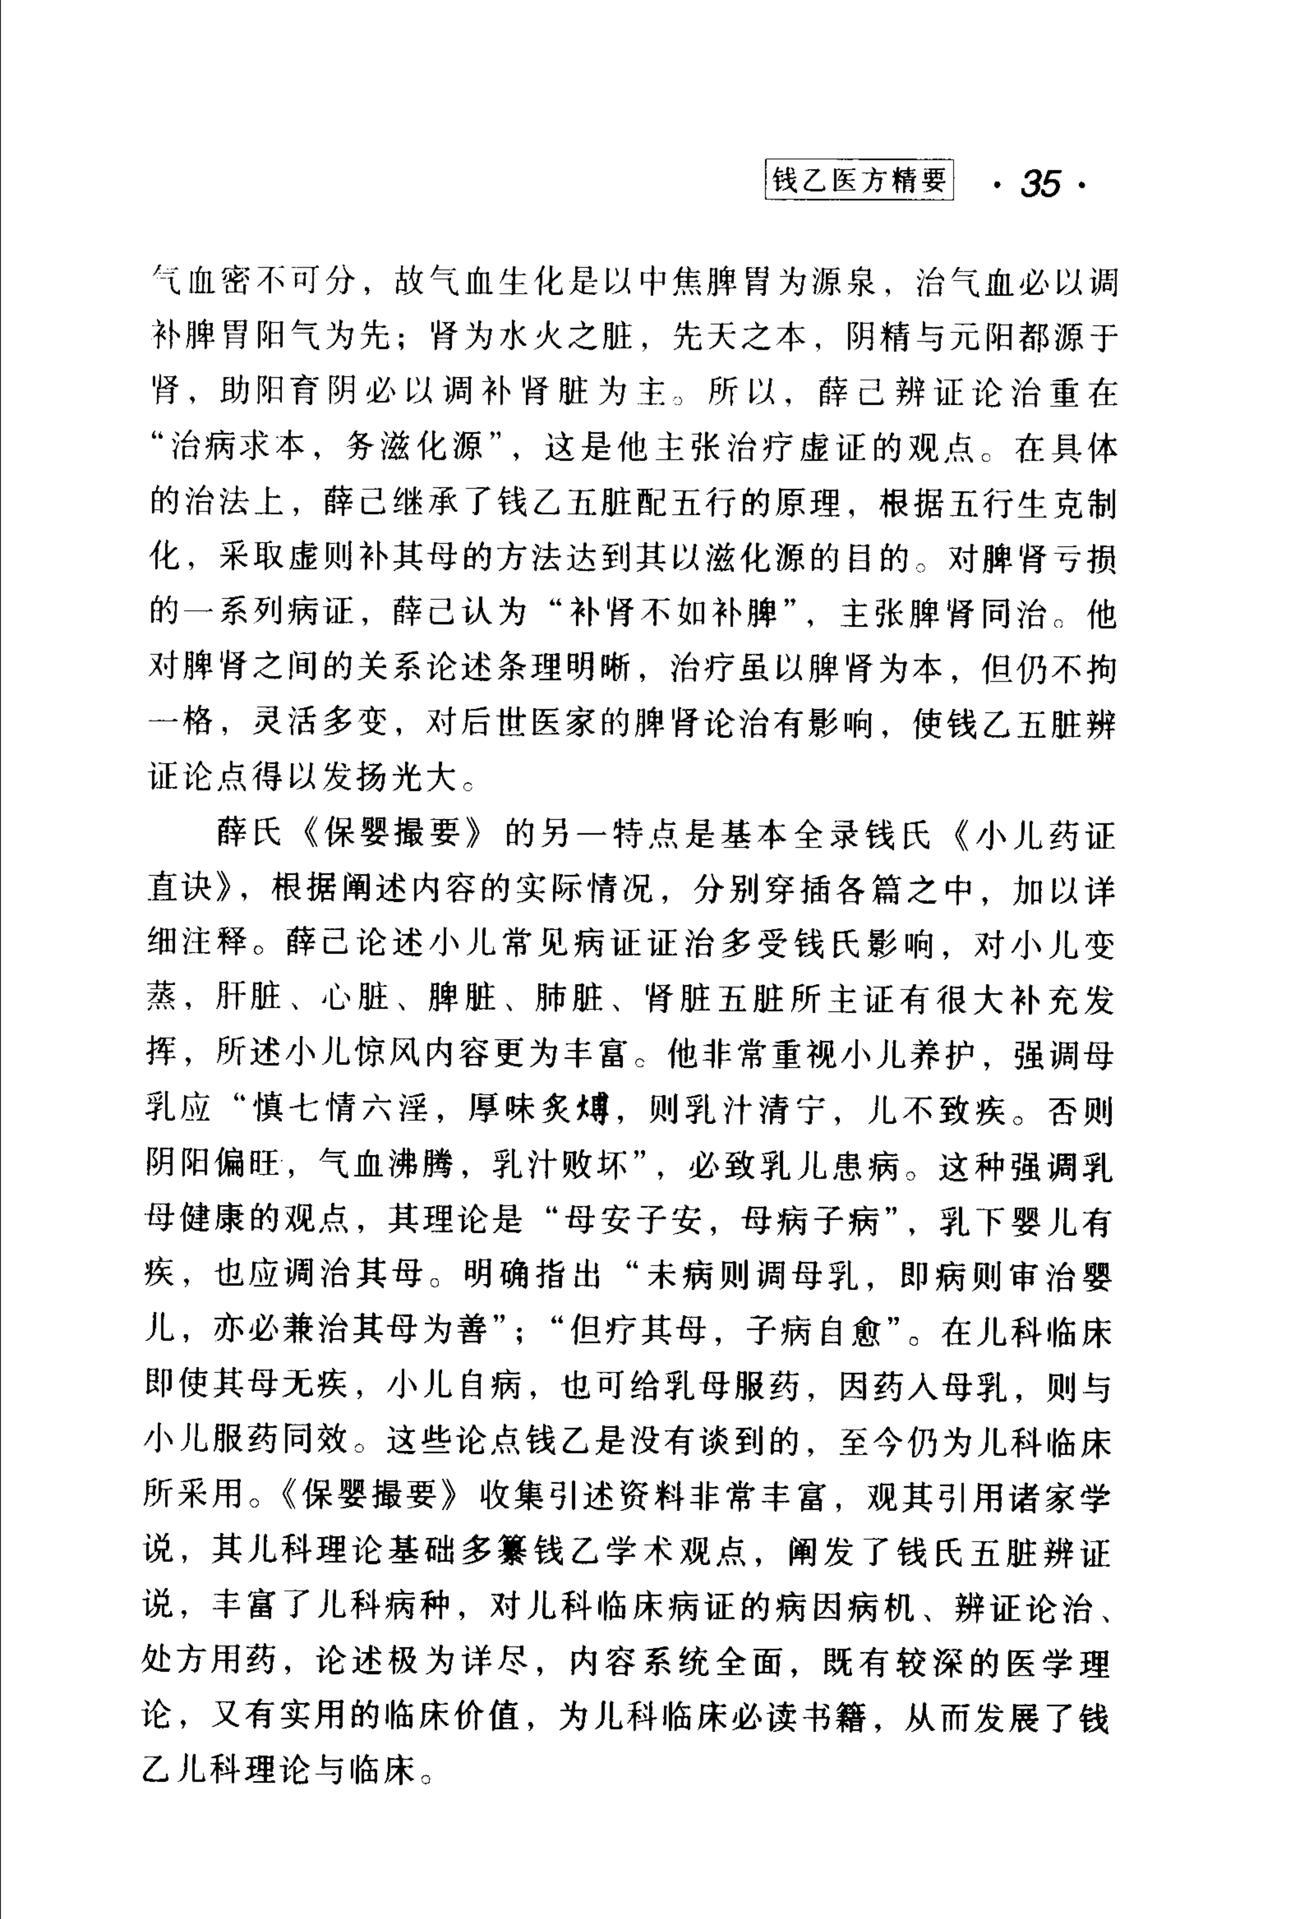 钱乙医方精要 · 35 ·
气血密不可分，故气血生化是以中焦脾胃为源泉，治气血必以调
补脾胃阳气为先；肾为水火之脏，先天之本，阴精与元阳都源于
肾，助阳育阴必以调补肾脏为主。所以，薛己辨证论治重在
“治病求本，务滋化源”，这是他主张治疗虚证的观点。在具体
的治法上，薛己继承了钱乙五脏配五行的原理，根据五行生克制
化，采取虚则补其母的方法达到其以滋化源的目的。对脾肾亏损
的一系列病证，薛己认为“补肾不如补脾”，主张脾肾同治。他
对脾肾之间的关系论述条理明晰，治疗虽以脾肾为本，但仍不拘
一格，灵活多变，对后世医家的脾肾论治有影响，使钱乙五脏辨
证论点得以发扬光大。
薛氏《保婴撮要》的另一特点是基本全录钱氏《小儿药证
直诀》，根据阐述内容的实际情况，分别穿插各篇之中，加以详
细注释。薛己论述小儿常见病证证治多受钱氏影响，对小儿变
蒸，肝脏、心脏、脾脏、肺脏、肾脏五脏所主证有很大补充发
挥，所述小儿惊风内容更为丰富。他非常重视小儿养护，强调母
乳应“慎七情六淫，厚味炙煿，则乳汁清宁，儿不致疾。否则
阴阳偏旺，气血沸腾，乳汁败坏”，必致乳儿患病。这种强调乳
母健康的观点，其理论是“母安子安，母病子病”，乳下婴儿有
疾，也应调治其母。明确指出“未病则调母乳，即病则审治婴
儿，亦必兼治其母为善”；“但疗其母，子病自愈”。在儿科临床
即使其母无疾，小儿自病，也可给乳母服药，因药入母乳，则与
小儿服药同效。这些论点钱乙是没有谈到的，至今仍为儿科临床
所采用。《保婴撮要》收集引述资料非常丰富，观其引用诸家学
说，其儿科理论基础多纂钱乙学术观点，阐发了钱氏五脏辨证
说，丰富了儿科病种，对儿科临床病证的病因病机、辨证论治、
处方用药，论述极为详尽，内容系统全面，既有较深的医学理
论，又有实用的临床价值，为儿科临床必读书籍，从而发展了钱
乙儿科理论与临床。